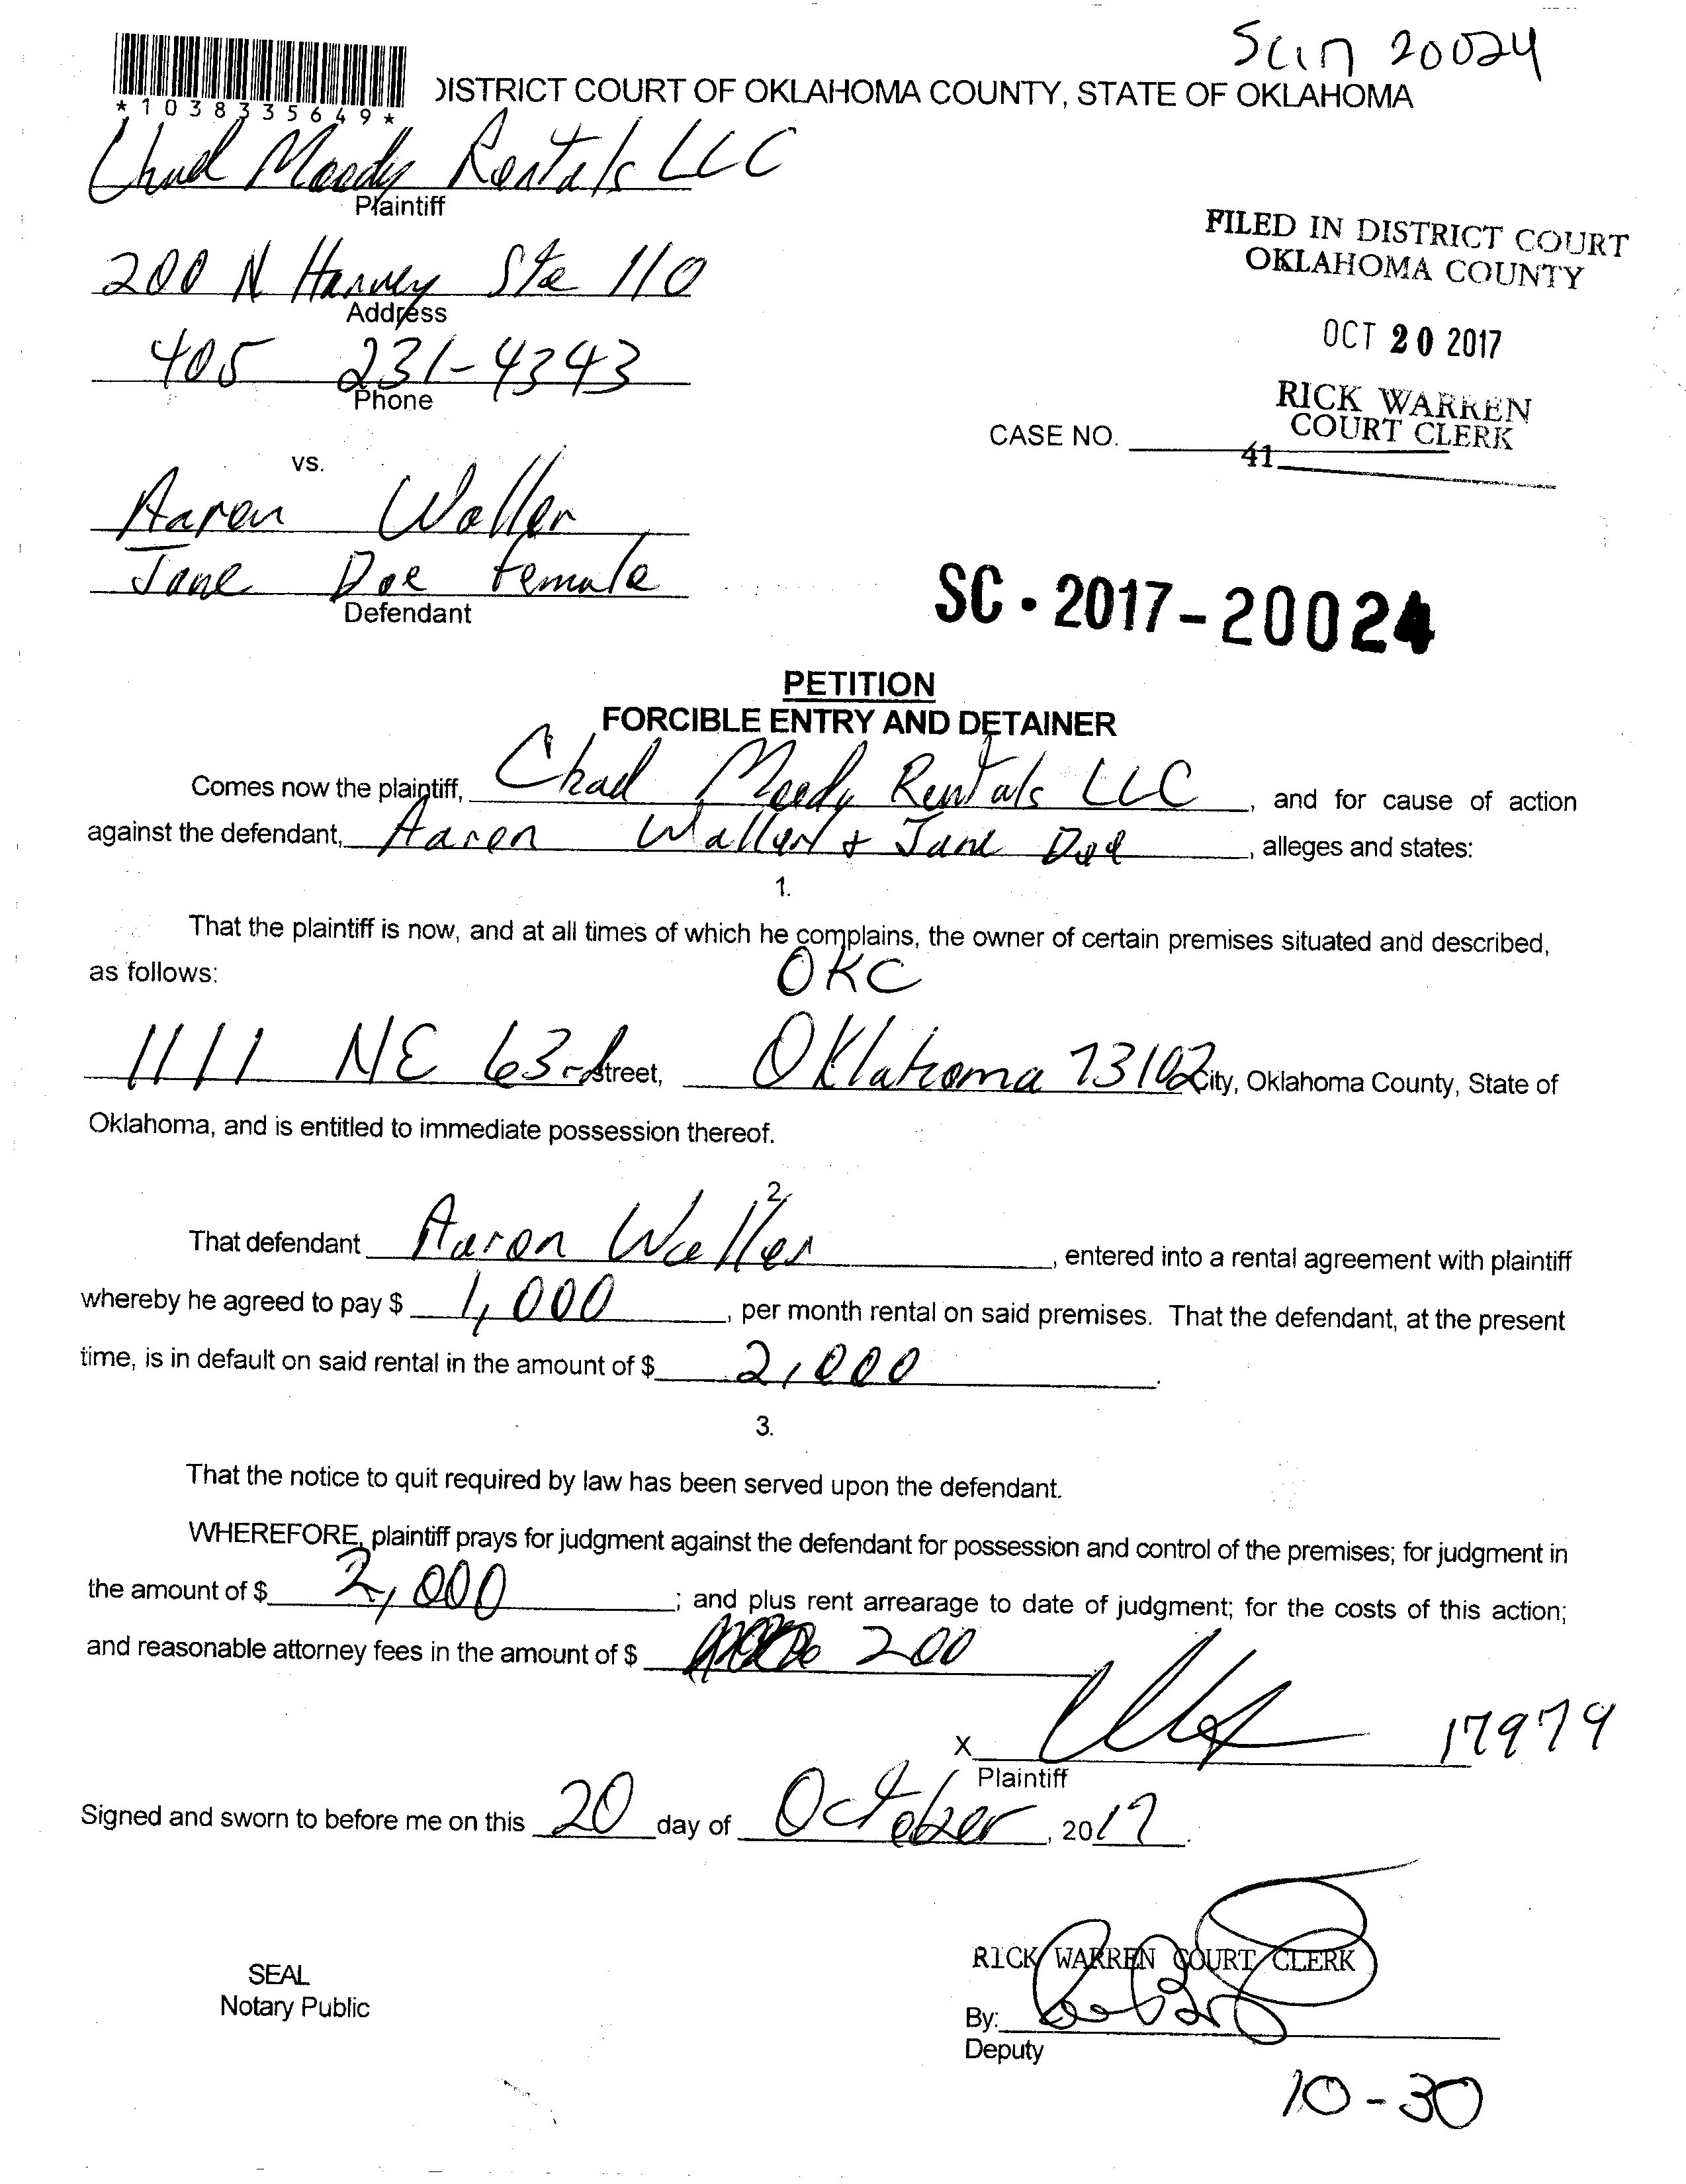 SC17 20024
*1038335649*
DISTRICT COURT OF OKLAHOMA COUNTY, STATE OF OKLAHOMA
Chad Moody Rentals LLC
Plaintiff
200 N Harvey Ste 110
Address
405 231-4343
Phone
vs.
Aaron Waller
Jane Doe Female
Defendant
FILED IN DISTRICT COURT
OKLAHOMA COUNTY
OCT 20 2017
RICK WARREN
COURT CLERK
CASE NO.
41
SC-2017-20024
PETITION
FORCIBLE ENTRY AND DETAINER
Comes now the plaintiff, Chad Moody Rentals LLC, and for cause of action
against the defendant, Aaron Waller + Jane Doe, alleges and states:
1.
That the plaintiff is now, and at all times of which he complains, the owner of certain premises situated and described,
as follows:
OKC
1111 NE 63rd Street, Oklahoma 73102 City, Oklahoma County, State of
Oklahoma, and is entitled to immediate possession thereof.
2.
That defendant Aaron Waller, entered into a rental agreement with plaintiff
whereby he agreed to pay $ 1,000, per month rental on said premises. That the defendant, at the present
time, is in default on said rental in the amount of $ 2,000.
3.
That the notice to quit required by law has been served upon the defendant.
WHEREFORE, plaintiff prays for judgment against the defendant for possession and control of the premises; for judgment in
the amount of $ 2,000; and plus rent arrearage to date of judgment; for the costs of this action;
and reasonable attorney fees in the amount of $ 200
X 17979
Plaintiff
Signed and sworn to before me on this 20 day of October, 2017.
SEAL
Notary Public
RICK WARREN COURT CLERK
By:
Deputy
10-30